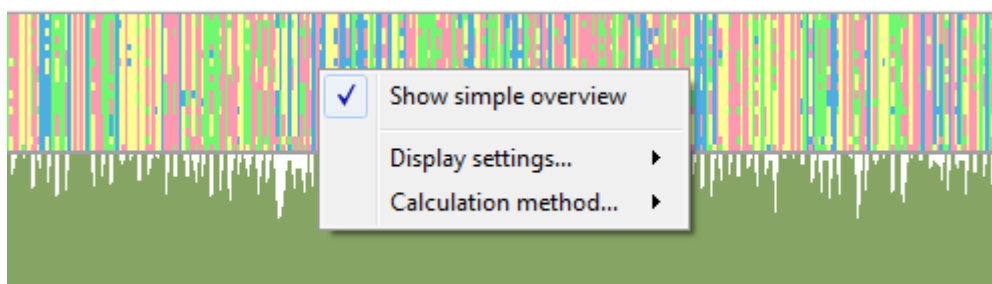 Show simple overview
Display settings...
Calculation method...